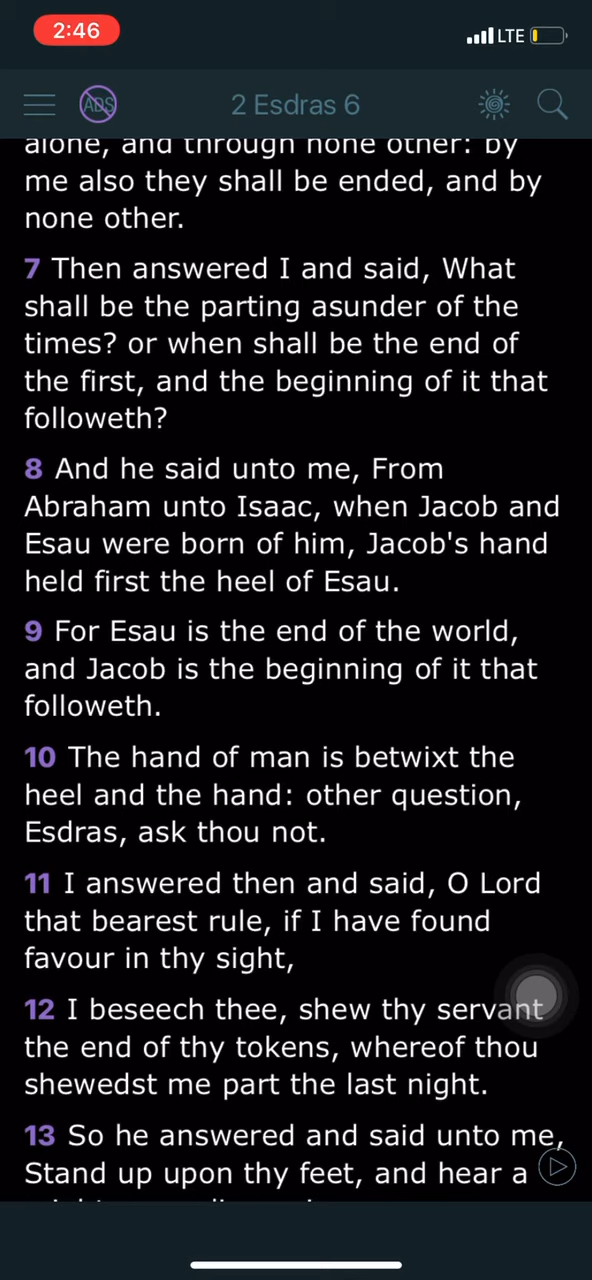 2:46
LTE
ADS
2 Esdras 6
alone, and through none other: by
me also they shall be ended, and by
none other.
7 Then answered I and said, What
shall be the parting asunder of the
times? or when shall be the end of
the first, and the beginning of it that
followeth?
8 And he said unto me, From
Abraham unto Isaac, when Jacob and
Esau were born of him, Jacob's hand
held first the heel of Esau.
9 For Esau is the end of the world,
and Jacob is the beginning of it that
followeth.
10 The hand of man is betwixt the
heel and the hand: other question,
Esdras, ask thou not.
11 I answered then and said, O Lord
that bearest rule, if I have found
favour in thy sight,
12 I beseech thee, shew thy servant
the end of thy tokens, whereof thou
shewedst me part the last night.
13 So he answered and said unto me,
Stand up upon thy feet, and hear a